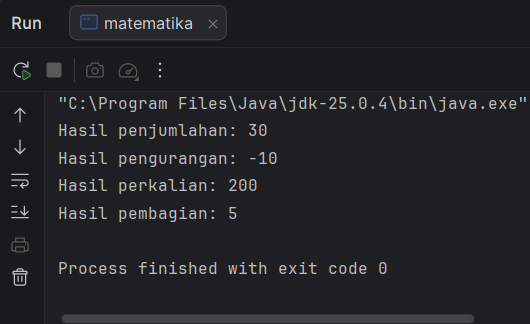 Run
matematika
"C:\Program Files\Java\jdk-25.0.4\bin\java.exe"
Hasil penjumlahan: 30
Hasil pengurangan: -10
Hasil perkalian: 200
Hasil pembagian: 5
Process finished with exit code 0